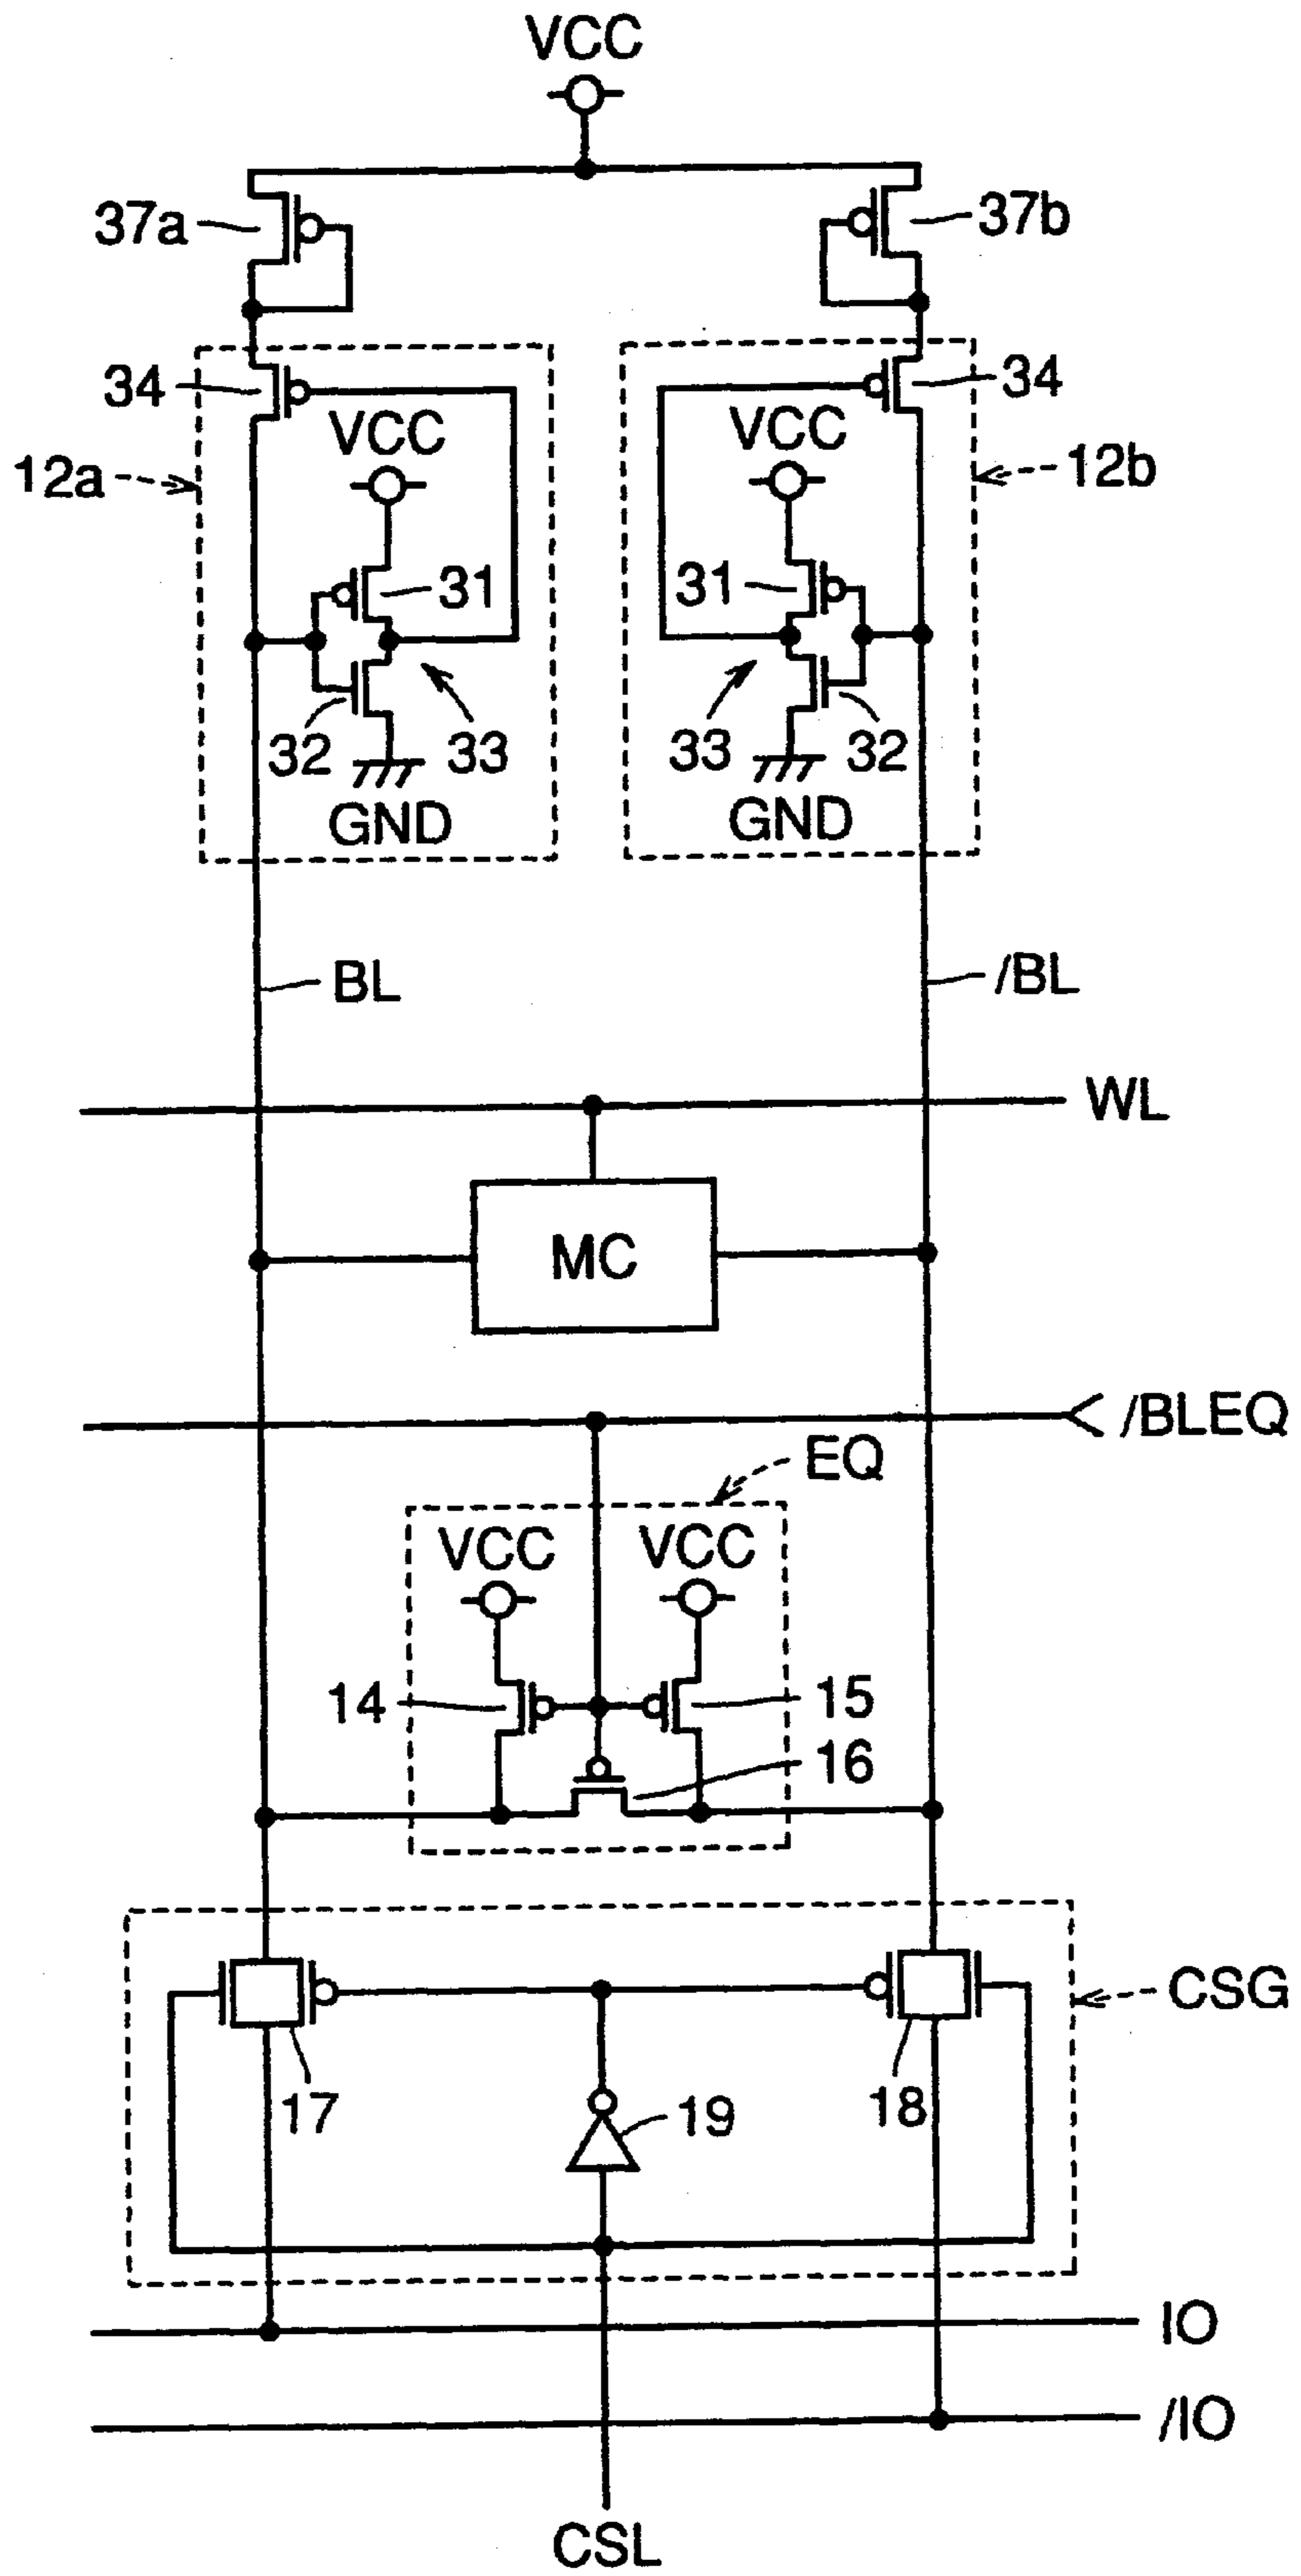 VCC
37a
37b
34
34
VCC
VCC
12a
12b
31
31
32
33
33
32
GND
GND
BL
/BL
WL
MC
/BLEQ
EQ
VCC
VCC
14
15
16
CSG
17
18
19
IO
/IO
CSL